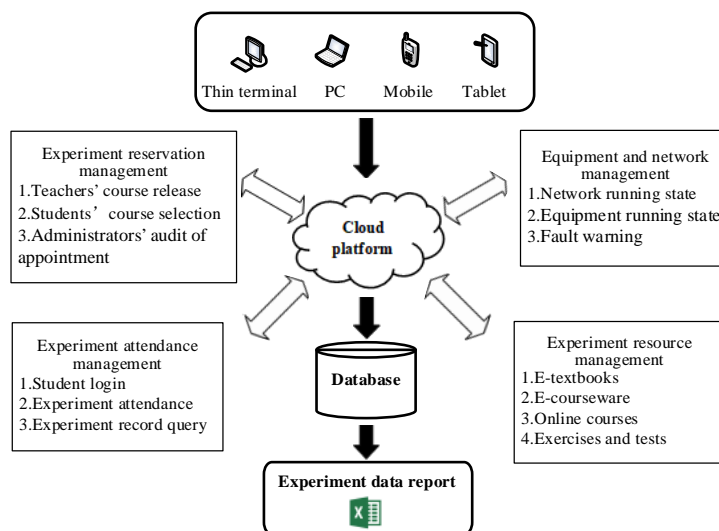 Thin terminal PC Mobile Tablet
Experiment reservation
management
1.Teachers' course release
2.Students’ course selection
3.Administrators' audit of
appointment
Equipment and network
management
1.Network running state
2.Equipment running state
3.Fault warning
Cloud
platform
Experiment attendance
management
1.Student login
2.Experiment attendance
3.Experiment record query
Database
Experiment resource
management
1.E-textbooks
2.E-courseware
3.Online courses
4.Exercises and tests
Experiment data report
X